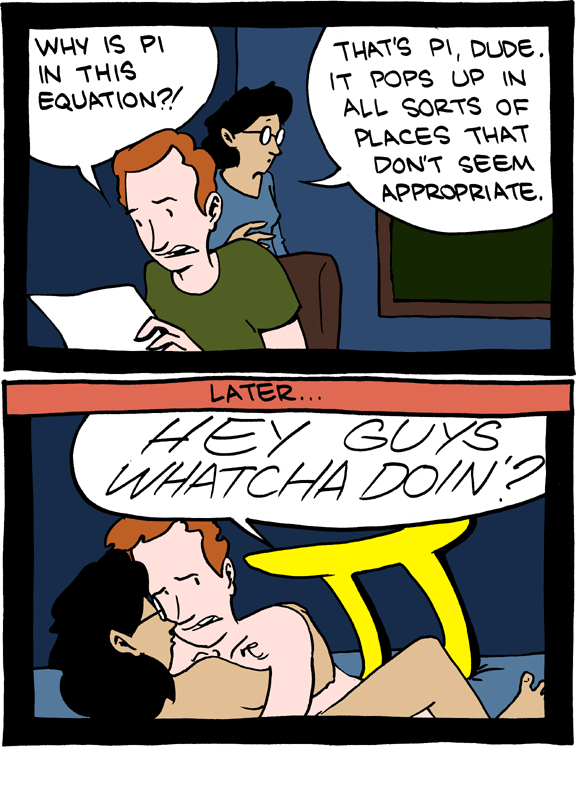 WHY IS PI
IN THIS
EQUATION?!
THAT'S PI, DUDE.
IT POPS UP IN
ALL SORTS OF
PLACES THAT
DON'T SEEM
APPROPRIATE.
LATER...
HEY GUYS
WHATCHA DOIN'?